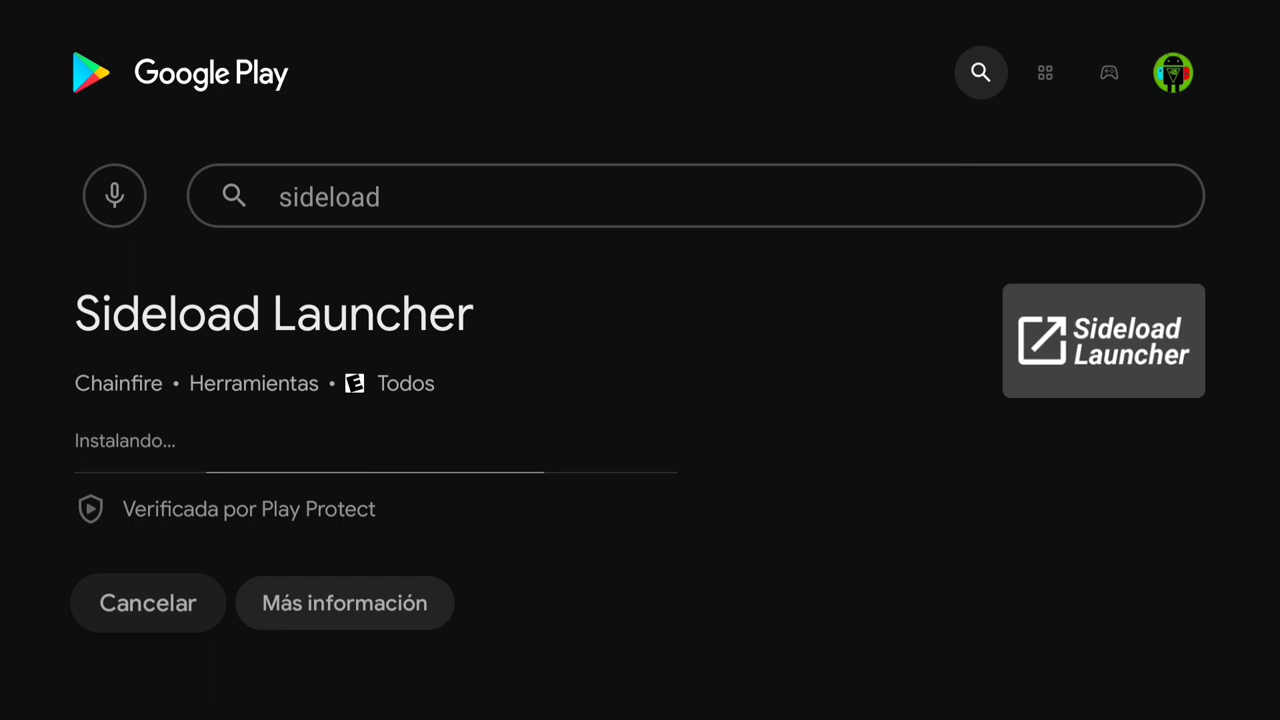 Google Play
sideload
Sideload Launcher
Sideload
Launcher
Chainfire • Herramientas • E Todos
Instalando...
Verificada por Play Protect
Cancelar
Más información